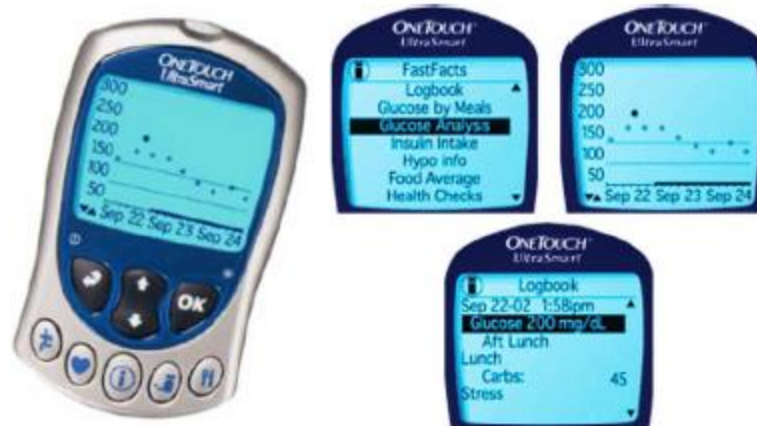 ONETOUCH
UltraSmart
300
250
200
150
100
50
Sep 22 Sep 23 Sep 24
OK
ONETOUCH
UltraSmart
FastFacts
Logbook
Glucose by Meals
Glucose Analysis
Insulin Intake
Hypo info
Food Average
Health Checks
ONETOUCH
UltraSmart
300
250
200
150
100
50
Sep 22 Sep 23 Sep 24
ONETOUCH
UltraSmart
Logbook
Sep 22-02 1:58pm
Glucose 200 mg/dL
Aft Lunch
Lunch
Carbs: 45
Stress